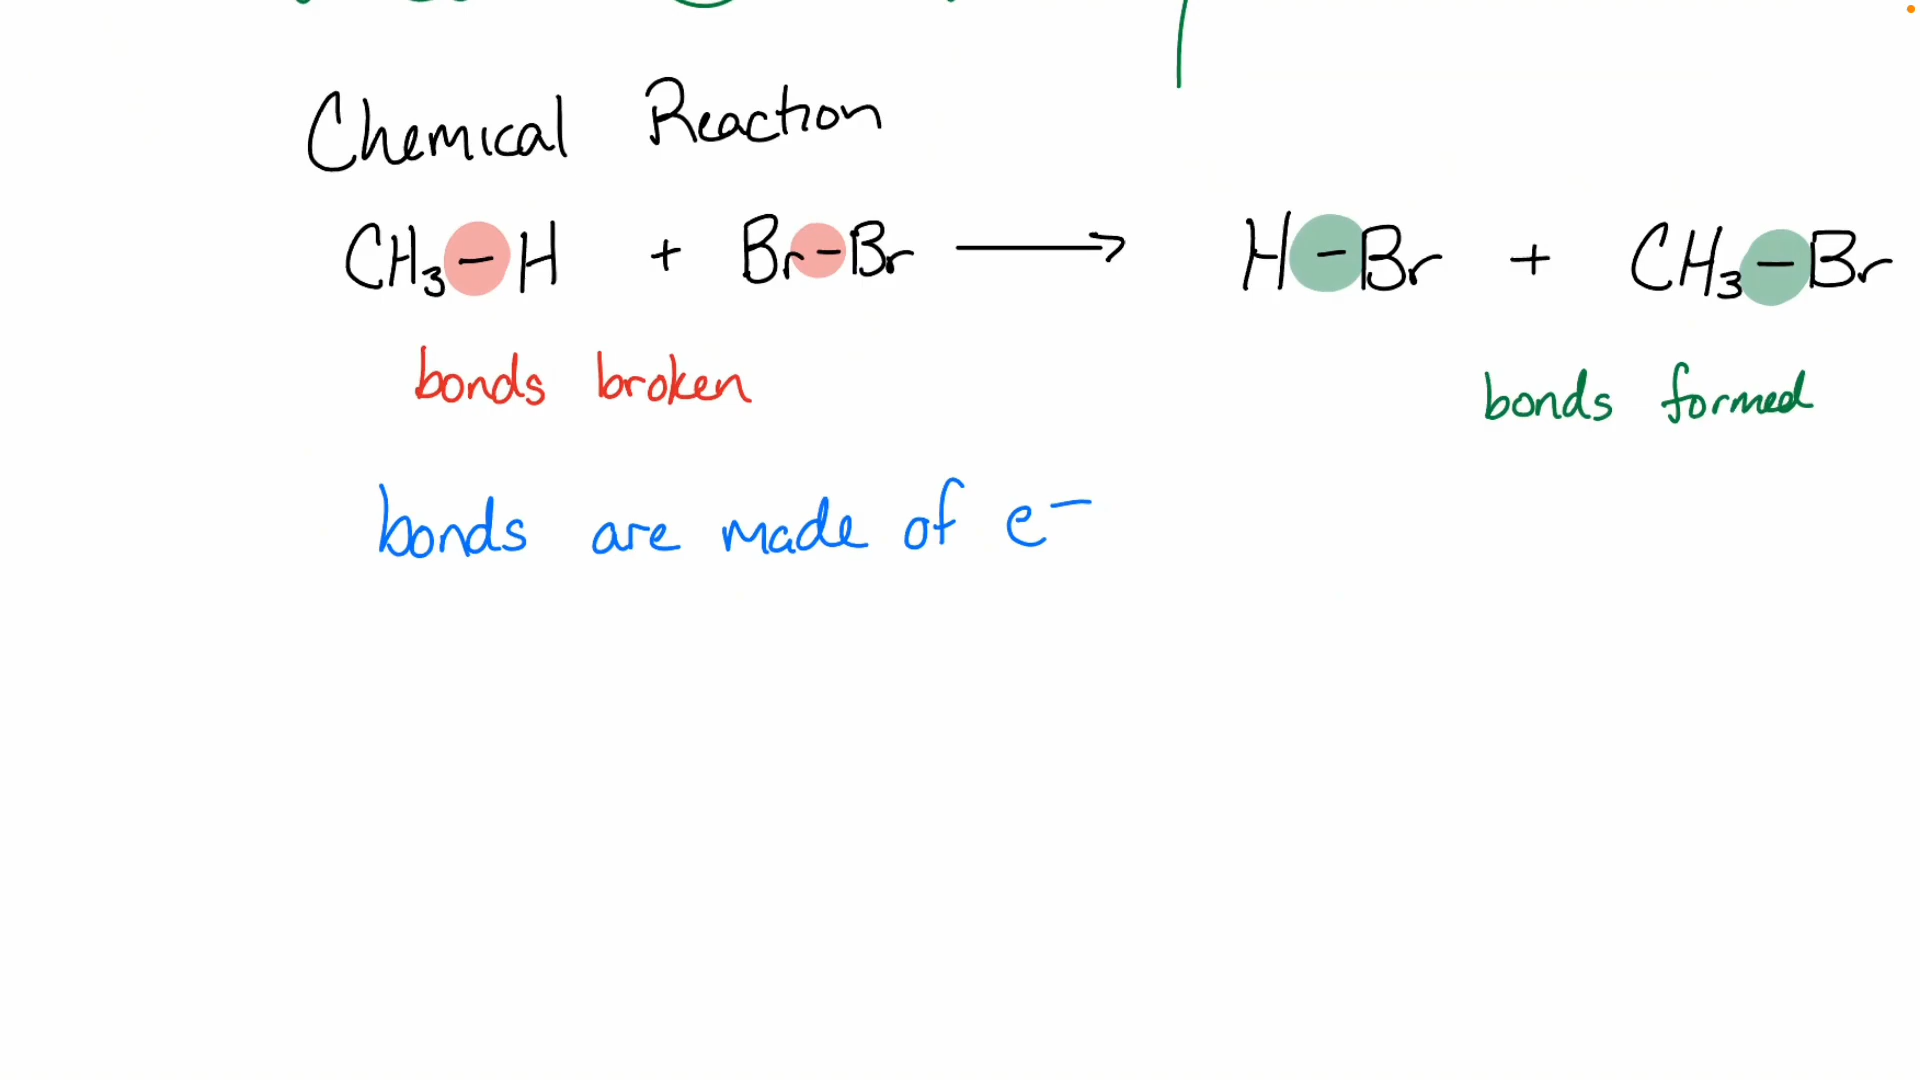 Chemical Reaction
CH₃–H + Br–Br ⟶ H–Br + CH₃–Br
bonds broken
bonds formed
bonds are made of e⁻